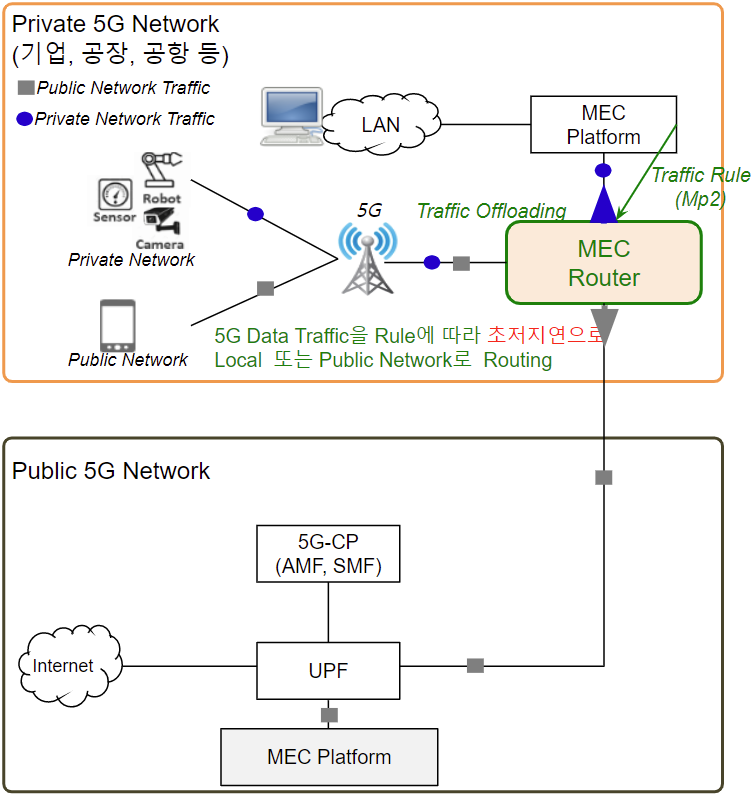 Private 5G Network
(기업, 공장, 공항 등)
Public Network Traffic
Private Network Traffic
LAN
MEC
Platform
Traffic Rule
(Mp2)
Sensor
Robot
Camera
Private Network
5G
Traffic Offloading
MEC
Router
Public Network
5G Data Traffic을 Rule에 따라 초저지연으로
Local 또는 Public Network로 Routing
Public 5G Network
5G-CP
(AMF, SMF)
Internet
UPF
MEC Platform